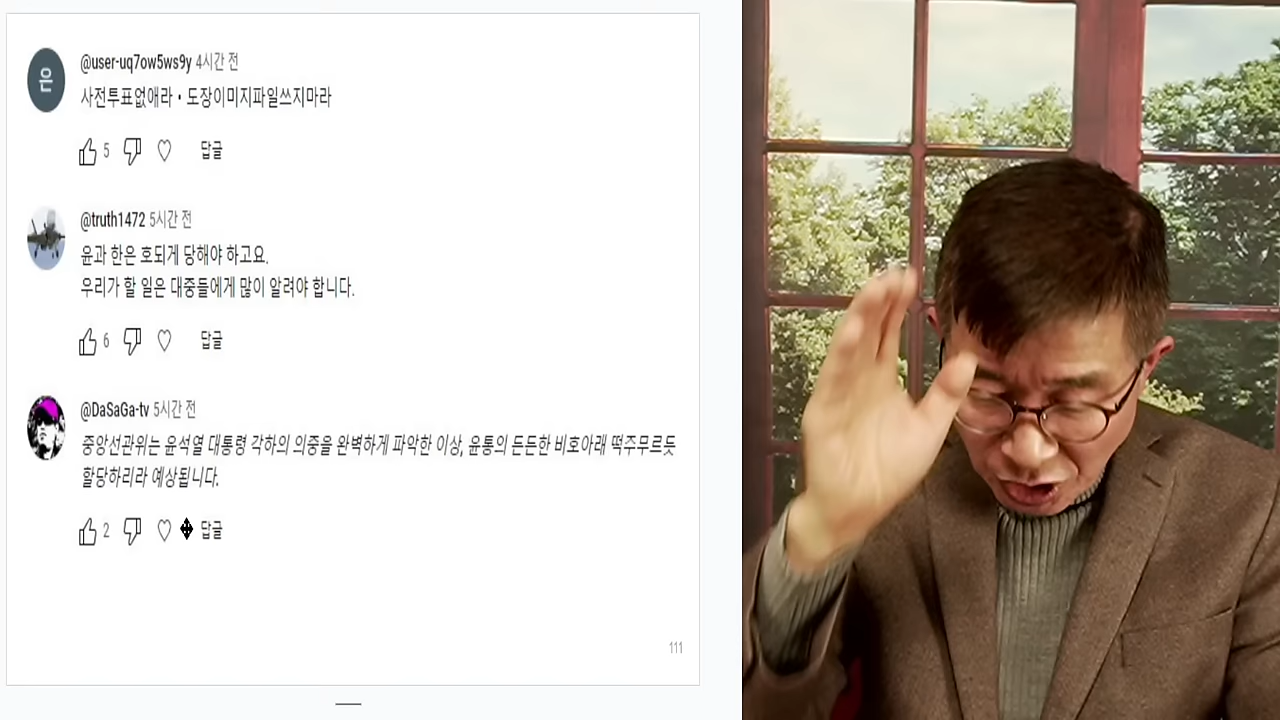 은
@user-uq7ow5ws9y 4시간 전
사전투표없애라 • 도장이미지파일쓰지마라
5 답글
@truth1472 5시간 전
윤과 한은 호되게 당해야 하고요.
우리가 할 일은 대중들에게 많이 알려야 합니다.
6 답글
@DaSaGa-tv 5시간 전
중앙선관위는 윤석열 대통령 각하의 의중을 완벽하게 파악한 이상, 윤통의 든든한 비호아래 떡주무르듯
할당하리라 예상됩니다.
2 답글
111